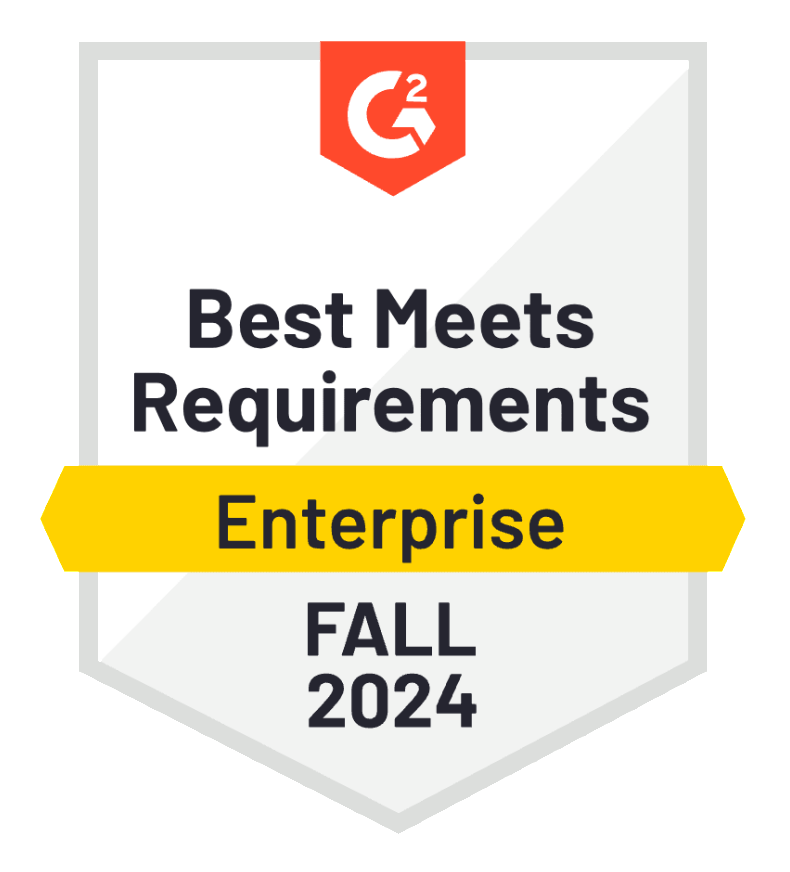 G2
Best Meets
Requirements
Enterprise
FALL
2024